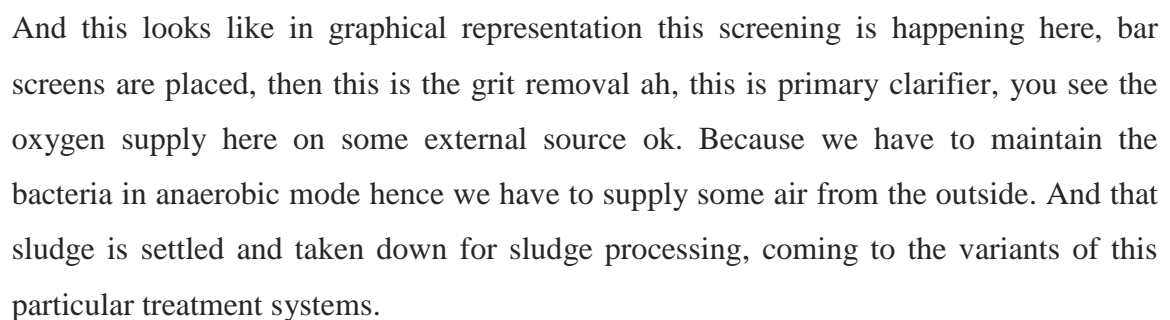 And this looks like in graphical representation this screening is happening here, bar
screens are placed, then this is the grit removal ah, this is primary clarifier, you see the
oxygen supply here on some external source ok. Because we have to maintain the
bacteria in anaerobic mode hence we have to supply some air from the outside. And that
sludge is settled and taken down for sludge processing, coming to the variants of this
particular treatment systems.